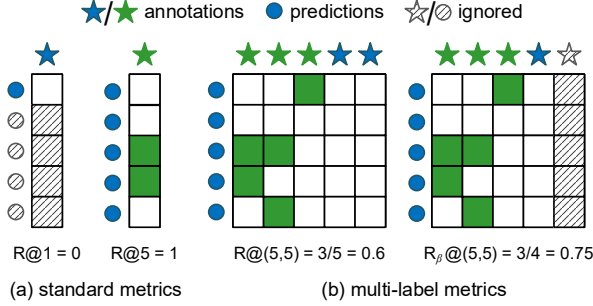 / annotations predictions / ignored
R@1 = 0 R@5 = 1 R@(5,5) = 3/5 = 0.6 Rβ@(5,5) = 3/4 = 0.75
(a) standard metrics (b) multi-label metrics